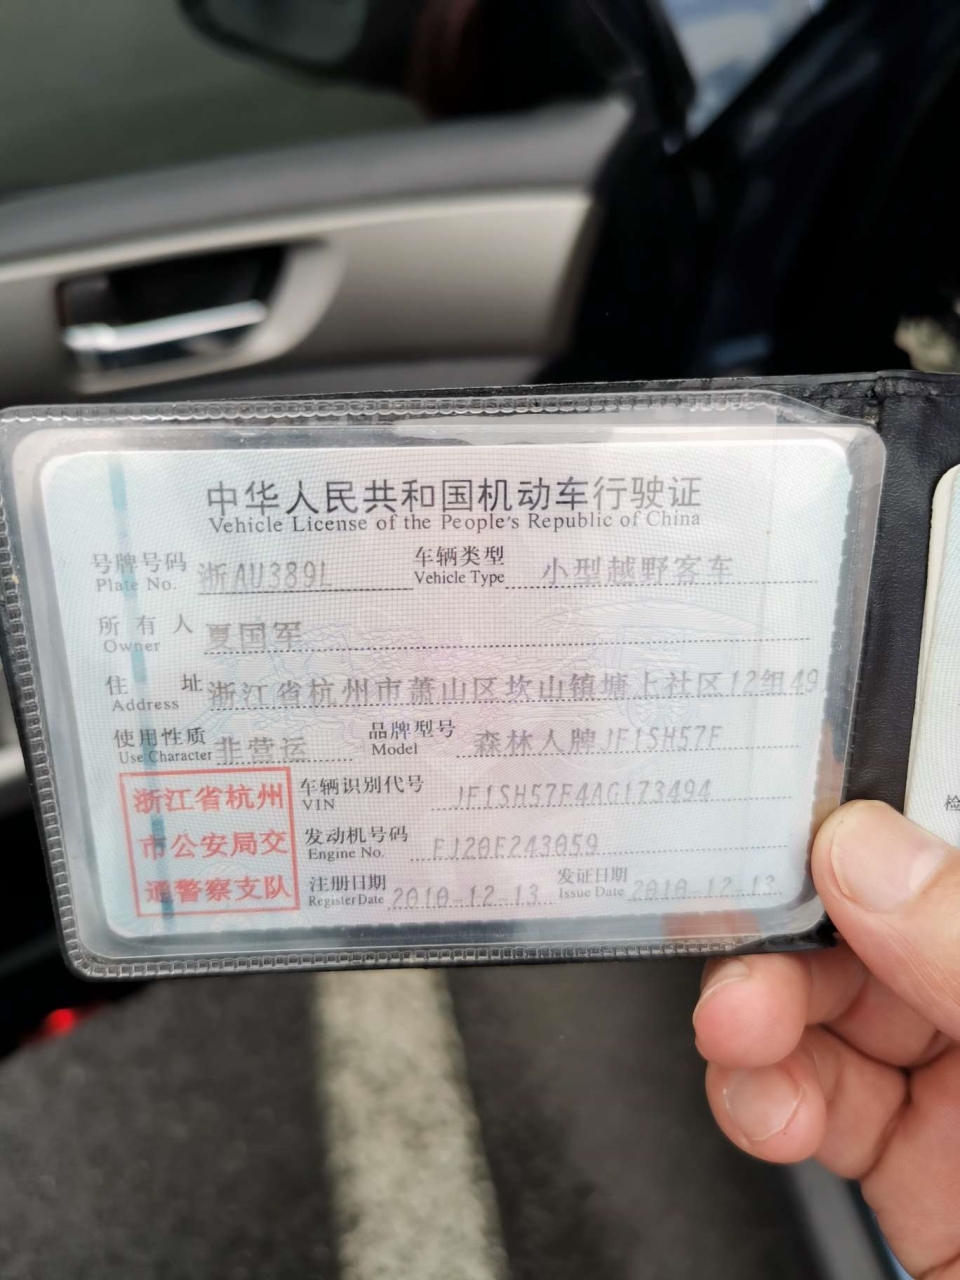 中华人民共和国机动车行驶证
Vehicle License of the People's Republic of China
号牌号码 浙AU389L 车辆类型 小型越野客车
Plate No. Vehicle Type
所有人 夏国军
Owner
住址 浙江省杭州市萧山区坎山镇塘上社区12组49
Address
使用性质 非营运 品牌型号 森林人牌JF1SH57F
Use Character Model
浙江省杭州 车辆识别代号 JF1SH57F4AG173494
VIN
市公安局交 发动机号码 FJ20F243059
Engine No.
通警察支队 注册日期 2010-12-13 发证日期 2010-12-13
Register Date Issue Date
检